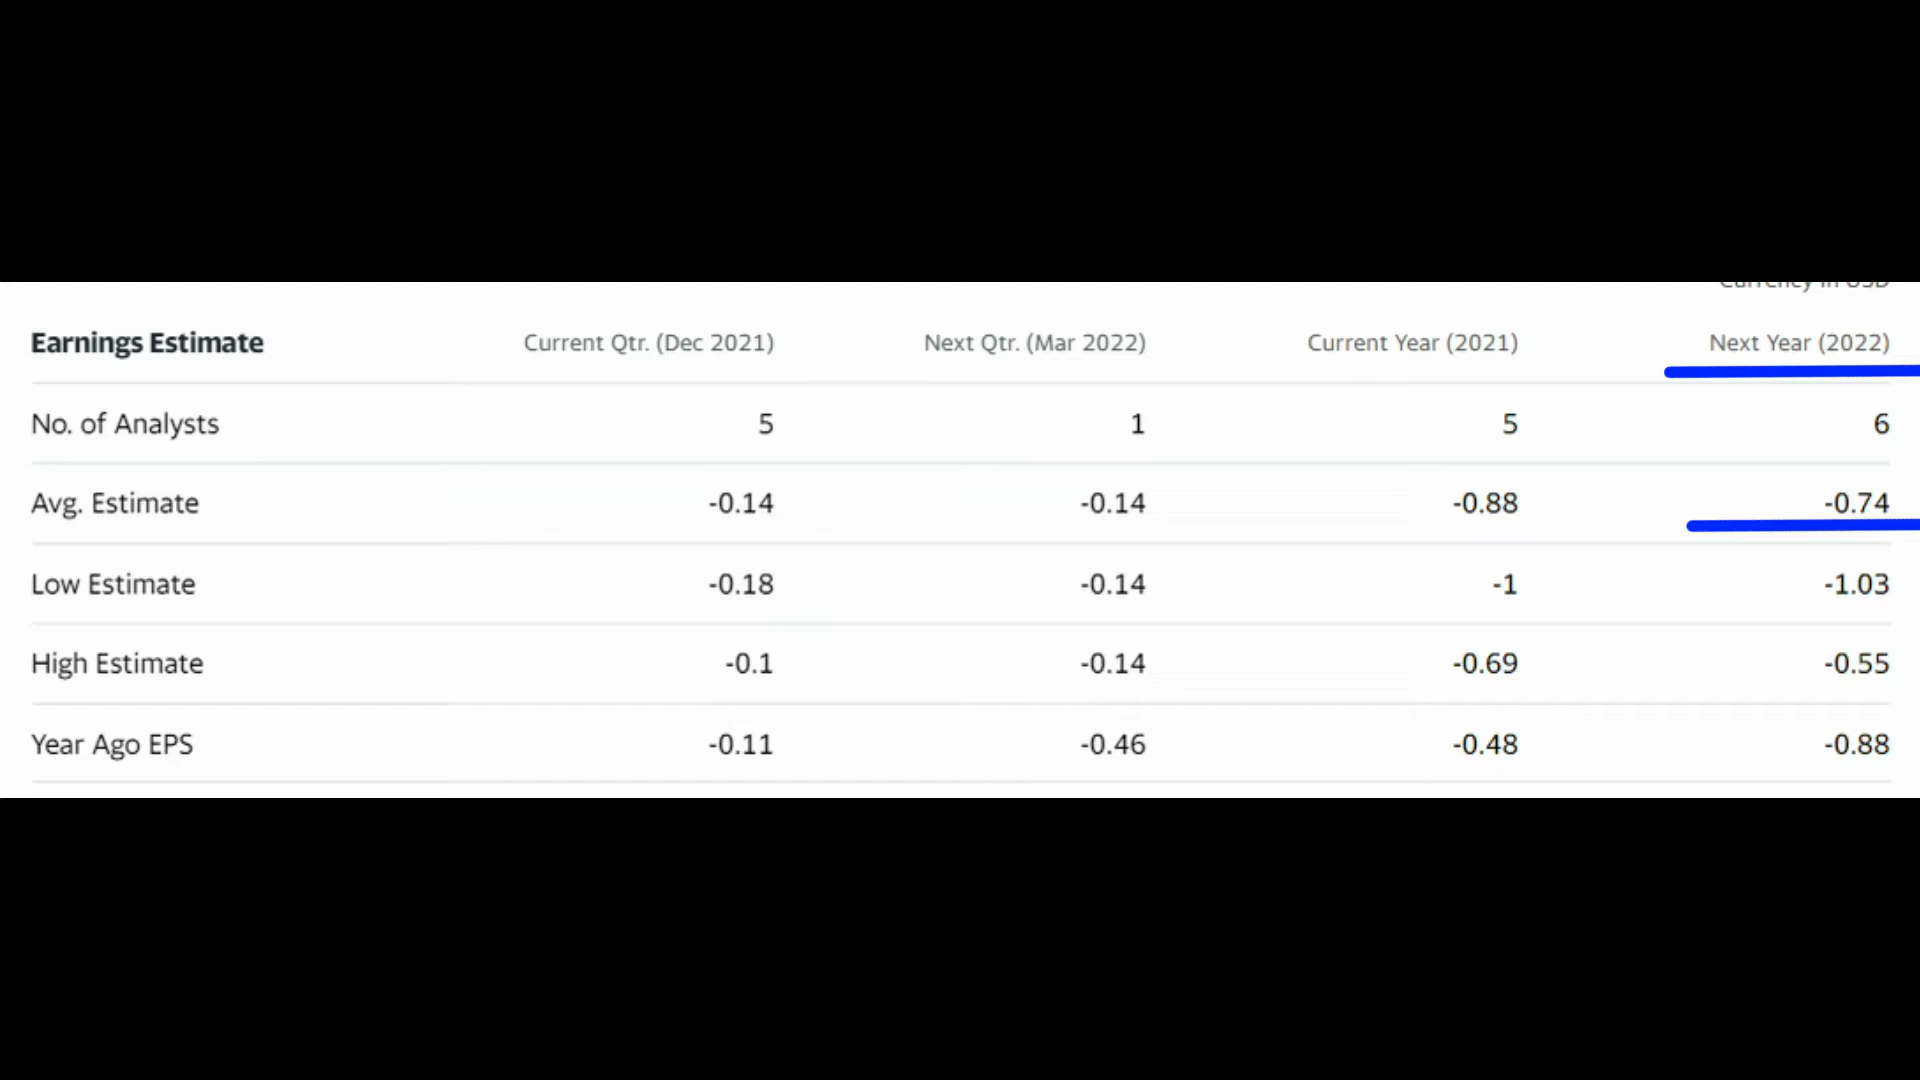 Currency in USD
Earnings Estimate Current Qtr. (Dec 2021) Next Qtr. (Mar 2022) Current Year (2021) Next Year (2022)
No. of Analysts 5 1 5 6
Avg. Estimate -0.14 -0.14 -0.88 -0.74
Low Estimate -0.18 -0.14 -1 -1.03
High Estimate -0.1 -0.14 -0.69 -0.55
Year Ago EPS -0.11 -0.46 -0.48 -0.88